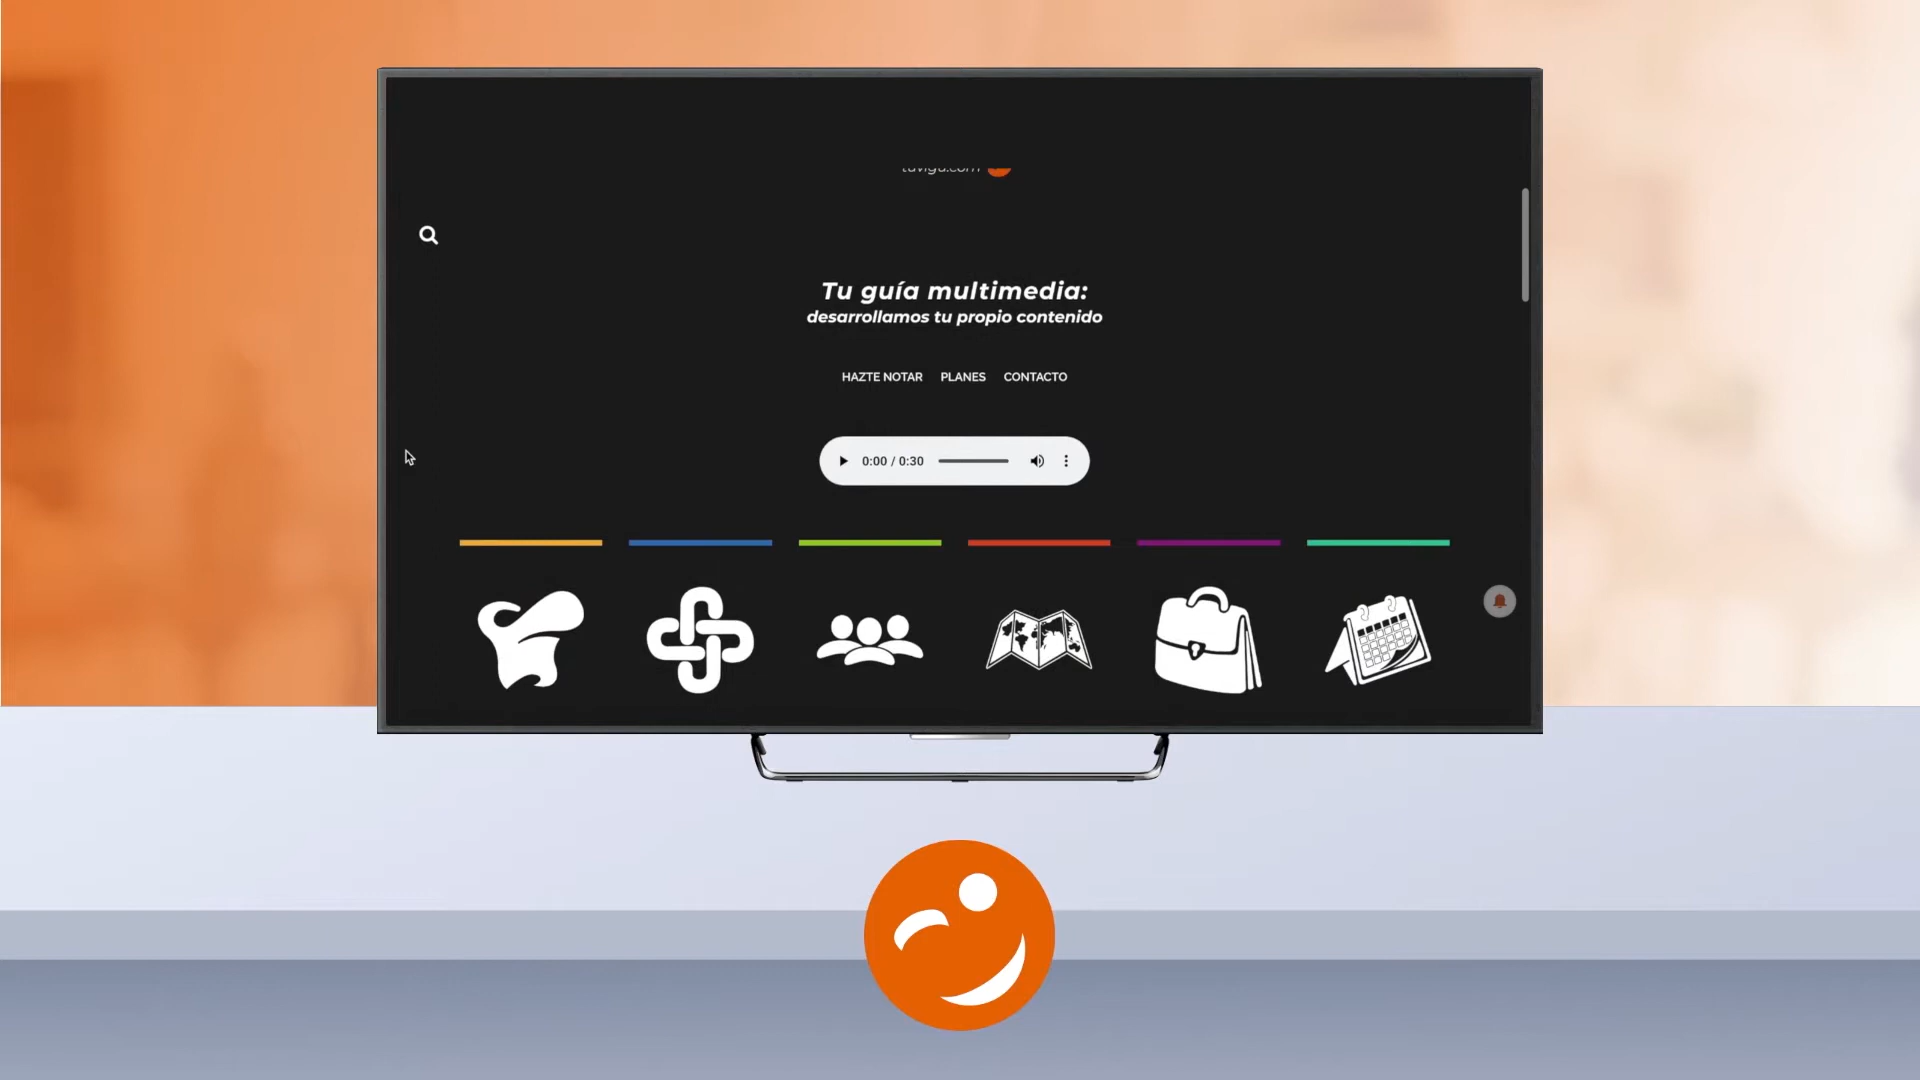 Tu guía multimedia:
desarrollamos tu propio contenido
HAZTE NOTAR PLANES CONTACTO
0:00 / 0:30